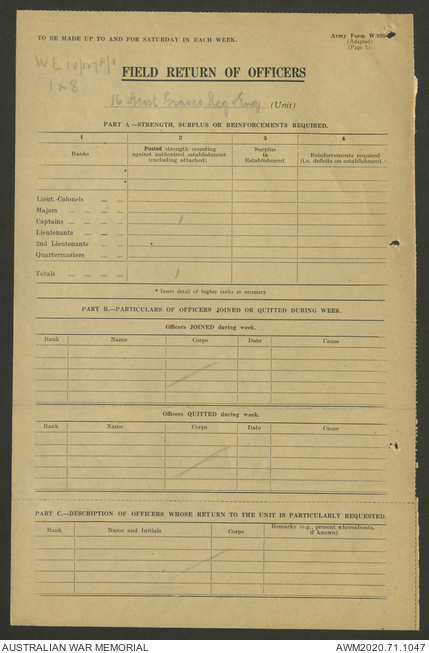 TO BE MADE UP TO AND FOR SATURDAY IN EACH WEEK.
Army Form W.
(Adapted)
(Page 1)
WE IV/127
1 x 8
FIELD RETURN OF OFFICERS
16 Aust Graves Reg Unit (Unit)
PART A.—STRENGTH, SURPLUS OR REINFORCEMENTS REQUIRED.
1 2 3 4
Ranks
Posted strength counting against authorized establishment (excluding attached)
Surplus to Establishment
Reinforcements required (i.e. deficits on establishment).
*
*
Lieut.-Colonels
Majors
Captains 1
Lieutenants
2nd Lieutenants
Quartermasters
Totals 1
* Insert detail of higher ranks as necessary.
PART B.—PARTICULARS OF OFFICERS JOINED OR QUITTED DURING WEEK.
Officers JOINED during week.
Rank Name Corps Date Cause
Officers QUITTED during week.
Rank Name Corps Date Cause
PART C.—DESCRIPTION OF OFFICERS WHOSE RETURN TO THE UNIT IS PARTICULARLY REQUESTED.
Rank Name and Initials Corps Remarks (e.g., present whereabouts, if known)
AUSTRALIAN WAR MEMORIAL AWM2020.71.1047